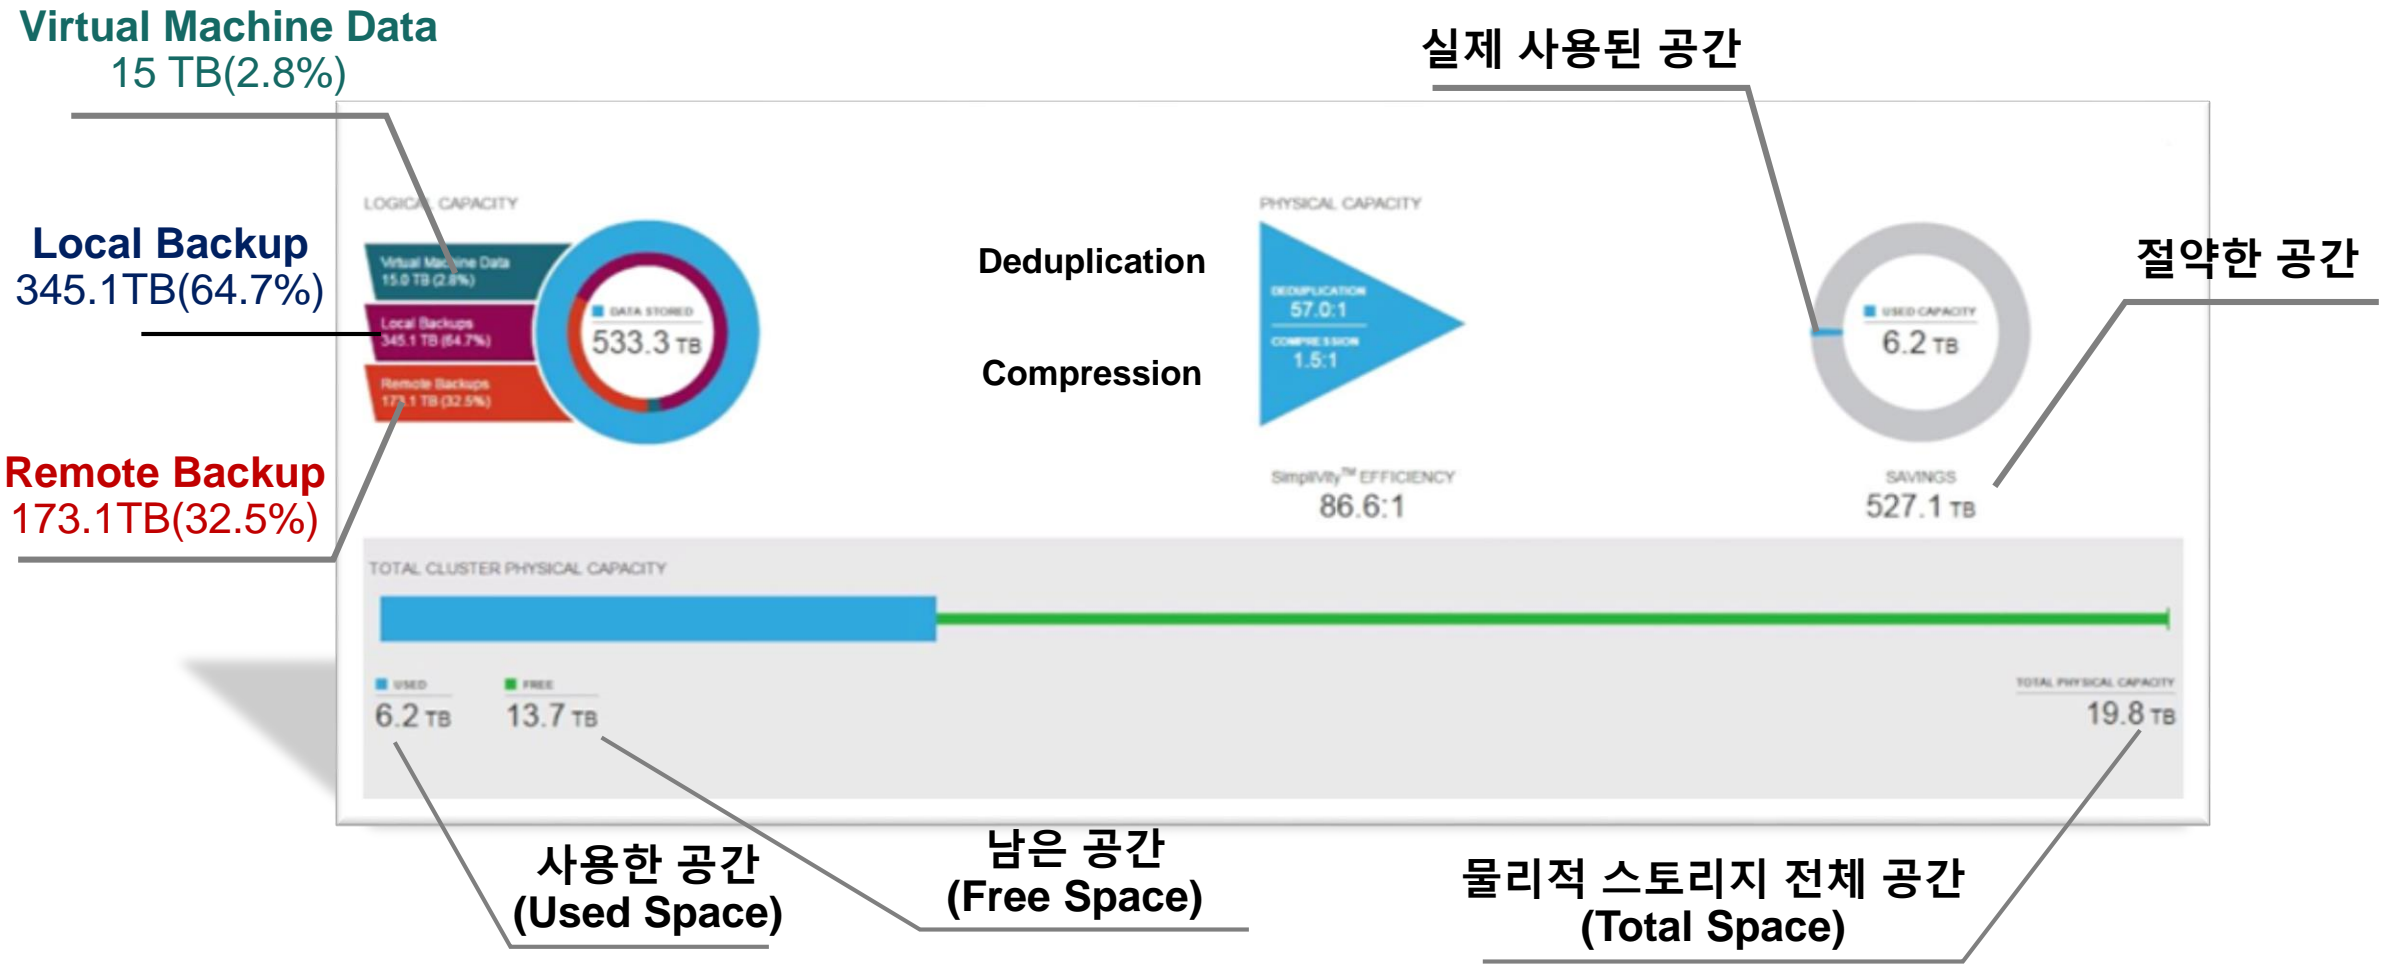 Virtual Machine Data
15 TB(2.8%)
실제 사용된 공간
LOGICAL CAPACITY
PHYSICAL CAPACITY
Local Backup
345.1TB(64.7%)
Virtual Machine Data
15.0 TB (2.8%)
Local Backups
345.1 TB (64.7%)
Remote Backups
173.1 TB (32.5%)
DATA STORED
533.3 TB
Deduplication
Compression
DEDUPLICATION
57.0:1
COMPRESSION
1.5:1
USED CAPACITY
6.2 TB
절약한 공간
Remote Backup
173.1TB(32.5%)
SimpliVity™ EFFICIENCY
86.6:1
SAVINGS
527.1 TB
TOTAL CLUSTER PHYSICAL CAPACITY
USED
6.2 TB
FREE
13.7 TB
TOTAL PHYSICAL CAPACITY
19.8 TB
사용한 공간
(Used Space)
남은 공간
(Free Space)
물리적 스토리지 전체 공간
(Total Space)